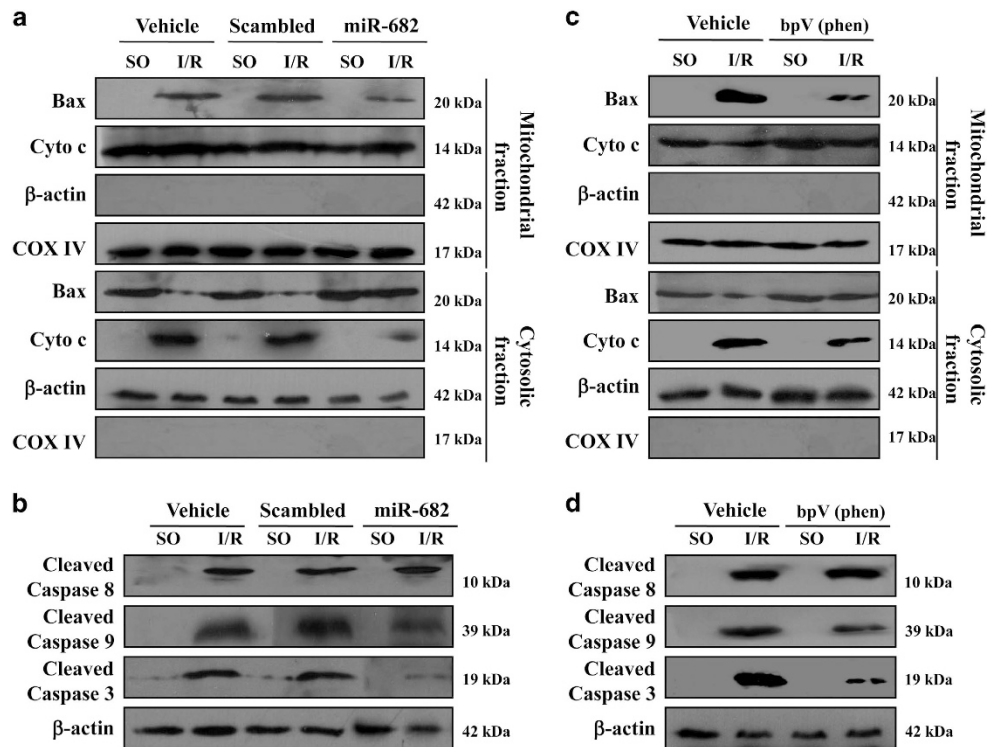 a
Vehicle Scambled miR-682
SO I/R SO I/R SO I/R
Bax 20 kDa
Cyto c 14 kDa
β-actin 42 kDa
COX IV 17 kDa
Mitochondrial
fraction
Bax 20 kDa
Cyto c 14 kDa
β-actin 42 kDa
COX IV 17 kDa
Cytosolic
fraction
c
Vehicle bpV (phen)
SO I/R SO I/R
Bax 20 kDa
Cyto c 14 kDa
β-actin 42 kDa
COX IV 17 kDa
Mitochondrial
fraction
Bax 20 kDa
Cyto c 14 kDa
β-actin 42 kDa
COX IV 17 kDa
Cytosolic
fraction
b
Vehicle Scambled miR-682
SO I/R SO I/R SO I/R
Cleaved
Caspase 8 10 kDa
Cleaved
Caspase 9 39 kDa
Cleaved
Caspase 3 19 kDa
β-actin 42 kDa
d
Vehicle bpV (phen)
SO I/R SO I/R
Cleaved
Caspase 8 10 kDa
Cleaved
Caspase 9 39 kDa
Cleaved
Caspase 3 19 kDa
β-actin 42 kDa